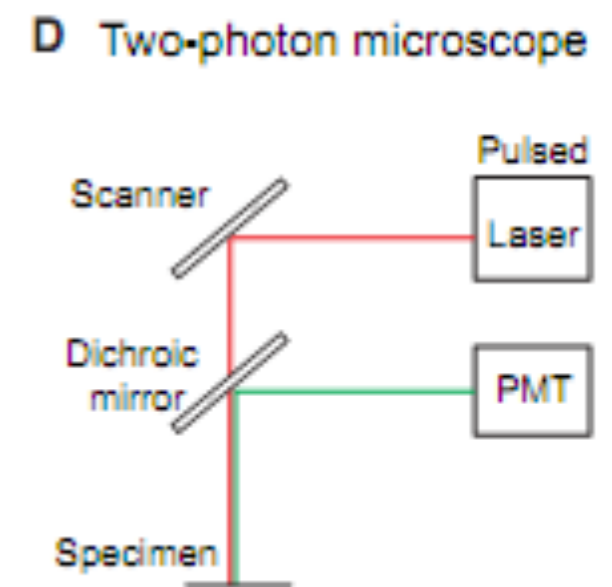 D Two-photon microscope
Pulsed
Scanner
Laser
Dichroic
mirror
PMT
Specimen